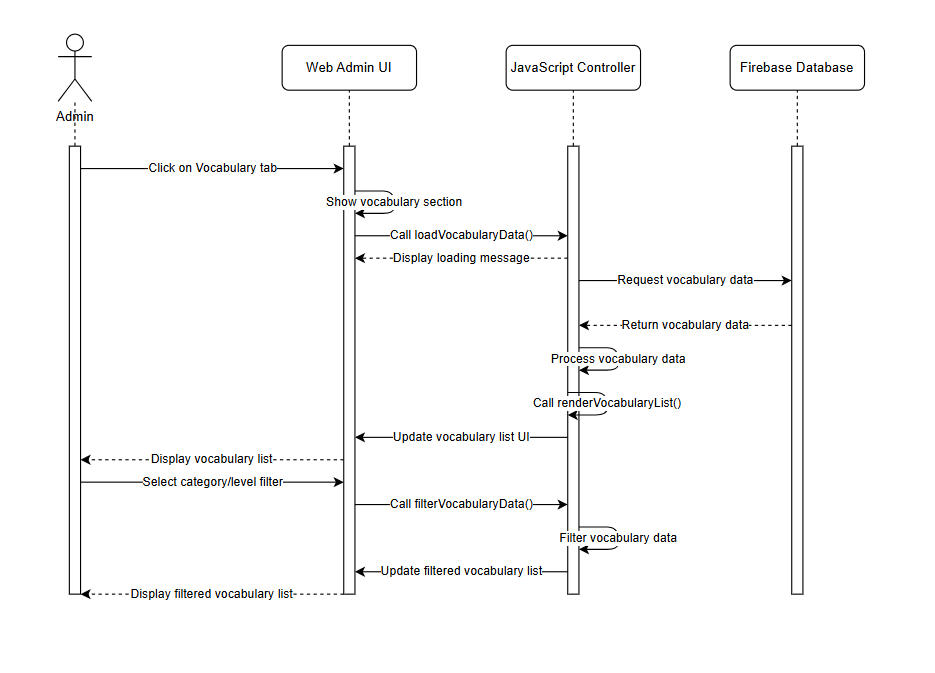 Web Admin UI
JavaScript Controller
Firebase Database
Admin
Click on Vocabulary tab
Show vocabulary section
Call loadVocabularyData()
Display loading message
Request vocabulary data
Return vocabulary data
Process vocabulary data
Call renderVocabularyList()
Update vocabulary list UI
Display vocabulary list
Select category/level filter
Call filterVocabularyData()
Filter vocabulary data
Update filtered vocabulary list
Display filtered vocabulary list